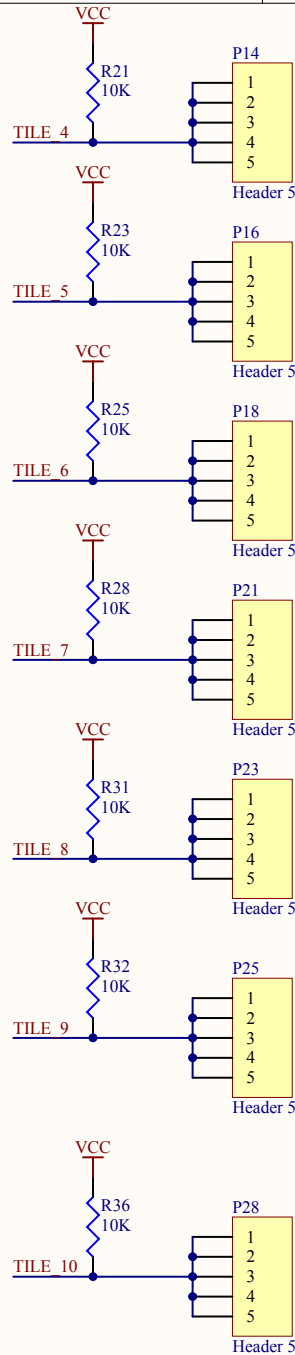 VCC
P14
R21
10K
1
2
3
TILE_4
4
5
VCC
Header 5
P16
R23
10K
1
2
TILE_5
3
4
5
VCC
Header 5
P18
R25
10K
1
2
TILE_6
3
4
5
VCC
Header 5
P21
R28
10K
1
2
TILE_7
3
4
5
Header 5
VCC
P23
R31
10K
1
2
3
TILE_8
4
5
Header 5
VCC
P25
R32
10K
1
2
TILE_9
3
4
5
Header 5
VCC
P28
R36
10K
1
2
TILE_10
3
4
5
Header 5